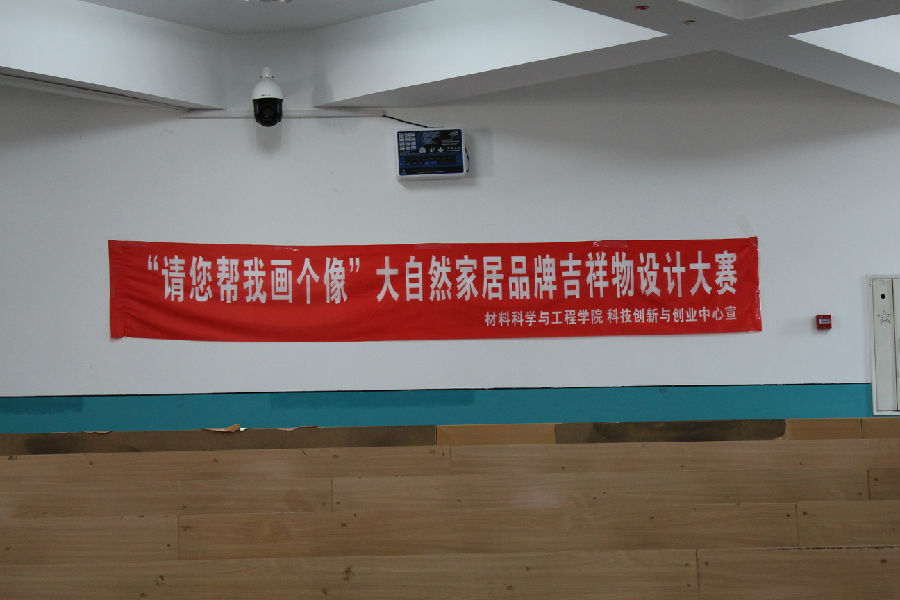 “请您帮我画个像”大自然家居品牌吉祥物设计大赛
材料科学与工程学院 科技创新与创业中心宣